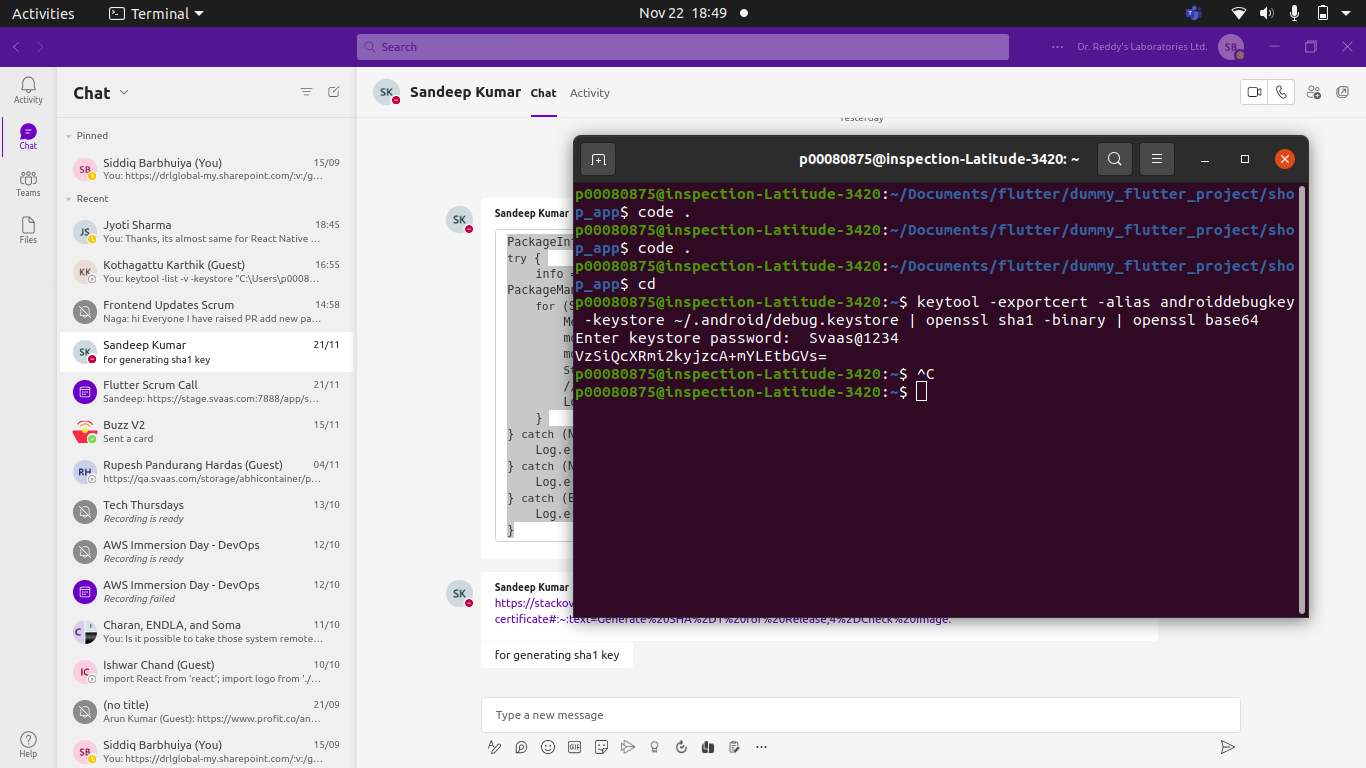 Activities
Terminal
Nov 22 18:49
Search
Dr. Reddy's Laboratories Ltd.
SB
Activity
Chat
Teams
Files
Help
Chat
Pinned
SB
Siddiq Barbhuiya (You)
15/09
You: https://drlglobal-my.sharepoint.com/:v:/g...
Recent
JS
Jyoti Sharma
18:45
You: Thanks, its almost same for React Native ...
KK
Kothagattu Karthik (Guest)
16:55
You: keytool -list -v -keystore "C:\Users\p0008...
Frontend Updates Scrum
14:58
Naga: hi Everyone I have raised PR add new pa...
SK
Sandeep Kumar
21/11
for generating sha1 key
Flutter Scrum Call
21/11
Sandeep: https://stage.svaas.com:7888/app/s...
Buzz V2
15/11
Sent a card
RH
Rupesh Pandurang Hardas (Guest)
04/11
https://qa.svaas.com/storage/abhicontainer/p...
Tech Thursdays
13/10
Recording is ready
AWS Immersion Day - DevOps
12/10
Recording is ready
AWS Immersion Day - DevOps
12/10
Recording failed
C
Charan, ENDLA, and Soma
11/10
You: Is it possible to take those system remote...
IC
Ishwar Chand (Guest)
10/10
import React from 'react'; import logo from './...
(no title)
21/09
Arun Kumar (Guest): https://www.profit.co/an...
SB
Siddiq Barbhuiya (You)
15/09
You: https://drlglobal-my.sharepoint.com/:v:/g...
SK
Sandeep Kumar
Chat
Activity
Yesterday
SK
Sandeep Kumar
PackageInf
try {
info =
PackageMan
for (S
Me
mo
mo
St
//
Lo
}
} catch (N
Log.e
} catch (N
Log.e
} catch (E
Log.e
}
SK
Sandeep Kumar
https://stackov
certificate#:~:text=Generate%20SHA%2D1%20for%20Release,4%2DCheck%20Image.
for generating sha1 key
Type a new message
GIF
p00080875@inspection-Latitude-3420: ~
p00080875@inspection-Latitude-3420:~/Documents/flutter/dummy_flutter_project/sho
p_app$ code .
p00080875@inspection-Latitude-3420:~/Documents/flutter/dummy_flutter_project/sho
p_app$ code .
p00080875@inspection-Latitude-3420:~/Documents/flutter/dummy_flutter_project/sho
p_app$ cd
p00080875@inspection-Latitude-3420:~$ keytool -exportcert -alias androiddebugkey
-keystore ~/.android/debug.keystore | openssl sha1 -binary | openssl base64
Enter keystore password:  Svaas@1234
VzSiQcXRmi2kyjzcA+mYLEtbGVs=
p00080875@inspection-Latitude-3420:~$ ^C
p00080875@inspection-Latitude-3420:~$